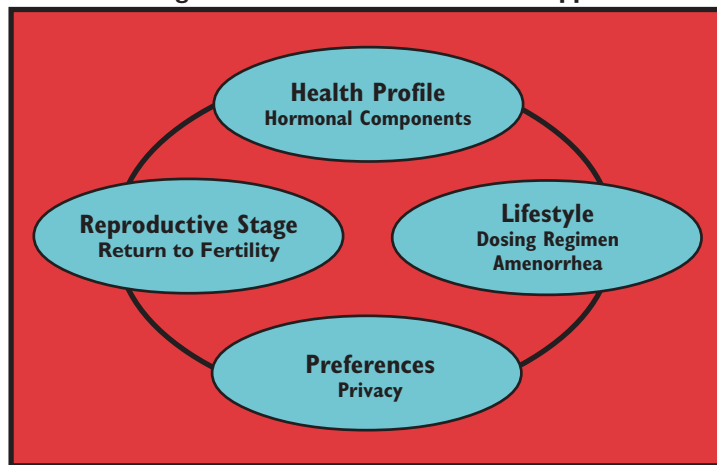 Health Profile
Hormonal Components
Reproductive Stage
Return to Fertility
Lifestyle
Dosing Regimen
Amenorrhea
Preferences
Privacy